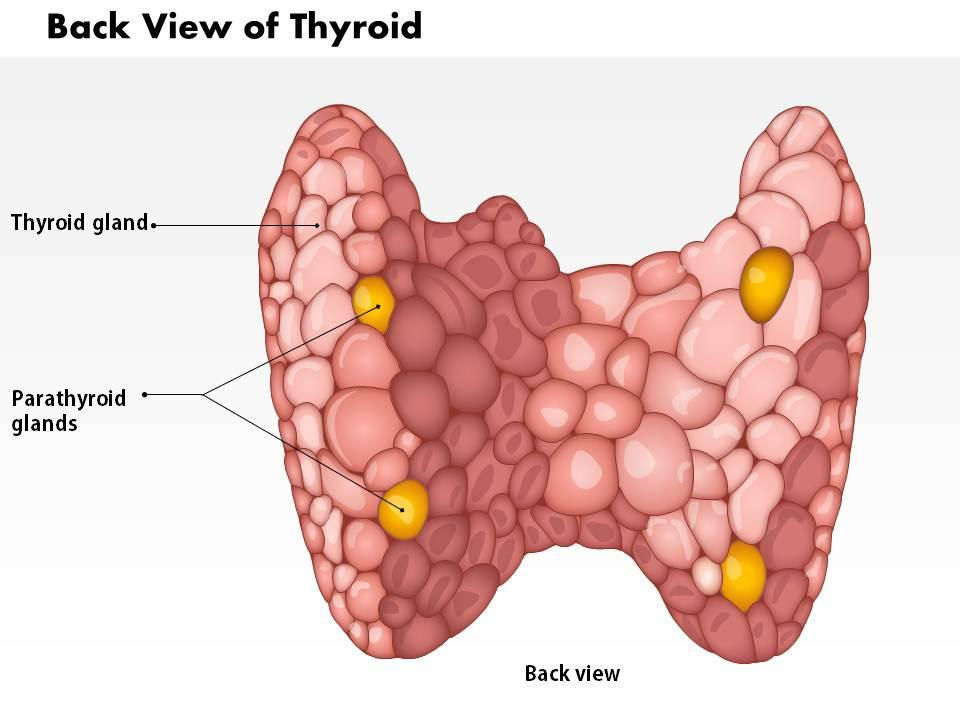 Back View of Thyroid
Thyroid gland
Parathyroid
glands
Back view